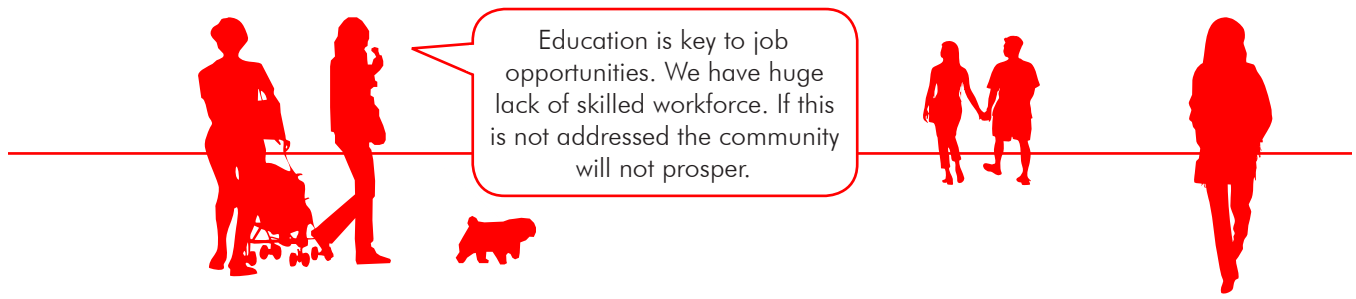 Education is key to job
opportunities. We have huge
lack of skilled workforce. If this
is not addressed the community
will not prosper.